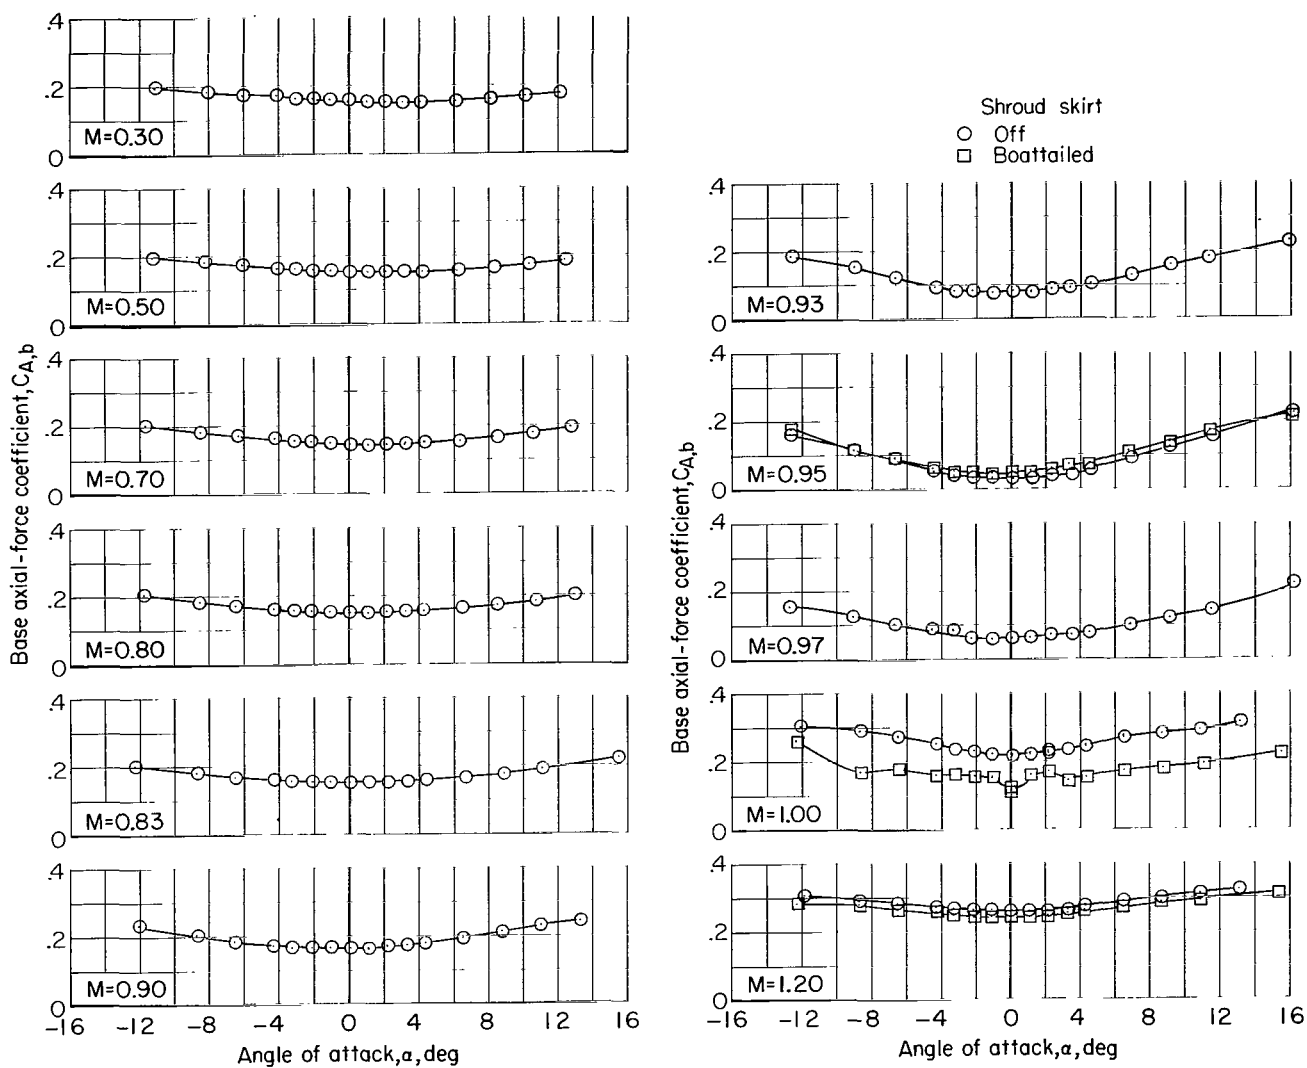 .4
.2
0
M=0.30
.4
.2
0
M=0.50
.4
.2
0
M=0.70
.4
.2
0
M=0.80
.4
.2
0
M=0.83
.4
.2
0
M=0.90
-16 -12 -8 -4 0 4 8 12 16
Angle of attack, α, deg
Base axial-force coefficient, CA,b
Shroud skirt
Off
Boattailed
.4
.2
0
M=0.93
.4
.2
0
M=0.95
.4
.2
0
M=0.97
.4
.2
0
M=1.00
.4
.2
0
M=1.20
-16 -12 -8 -4 0 4 8 12 16
Angle of attack, α, deg
Base axial-force coefficient, CA,b